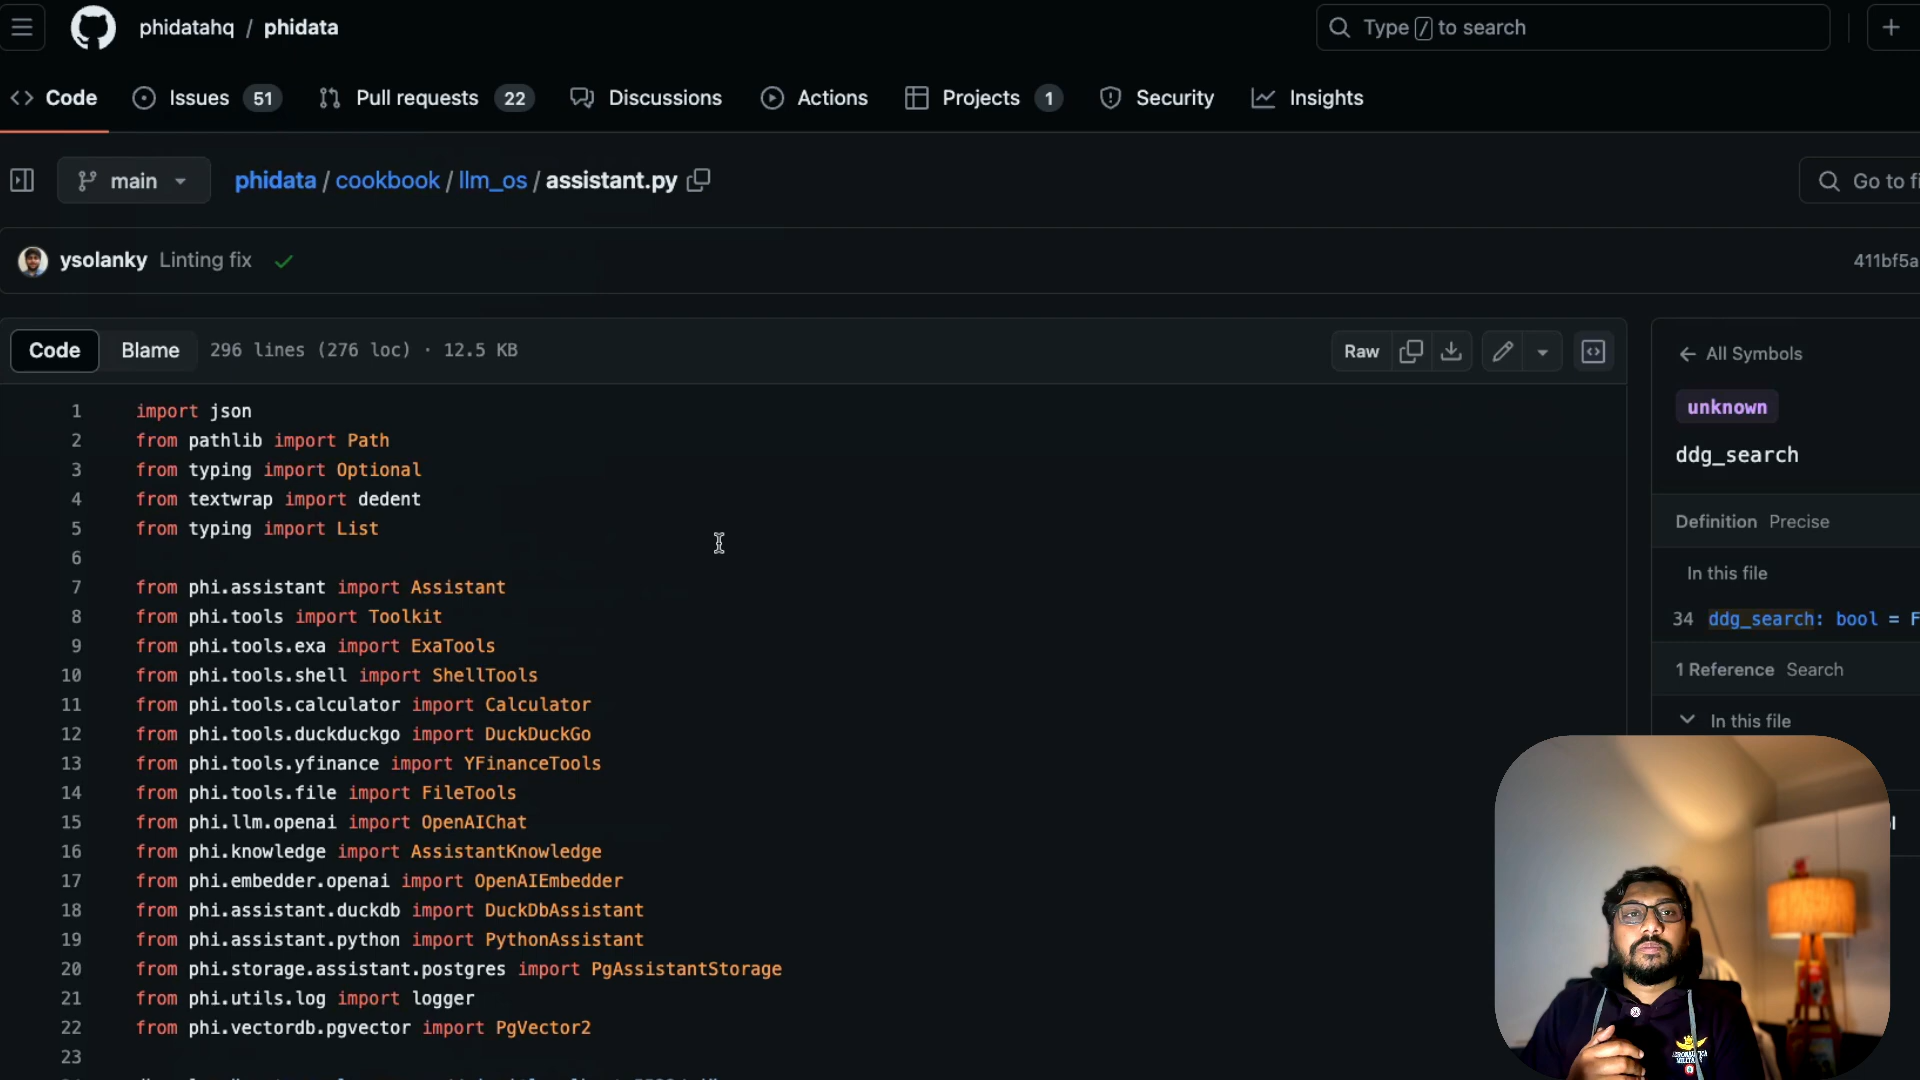 phidatahq / phidata
Type / to search
Code
Issues 51
Pull requests 22
Discussions
Actions
Projects 1
Security
Insights
main
phidata / cookbook / llm_os / assistant.py
Go to fi
ysolanky Linting fix
411bf5a
Code
Blame
296 lines (276 loc) · 12.5 KB
Raw
1 import json
2 from pathlib import Path
3 from typing import Optional
4 from textwrap import dedent
5 from typing import List
6
7 from phi.assistant import Assistant
8 from phi.tools import Toolkit
9 from phi.tools.exa import ExaTools
10 from phi.tools.shell import ShellTools
11 from phi.tools.calculator import Calculator
12 from phi.tools.duckduckgo import DuckDuckGo
13 from phi.tools.yfinance import YFinanceTools
14 from phi.tools.file import FileTools
15 from phi.llm.openai import OpenAIChat
16 from phi.knowledge import AssistantKnowledge
17 from phi.embedder.openai import OpenAIEmbedder
18 from phi.assistant.duckdb import DuckDbAssistant
19 from phi.assistant.python import PythonAssistant
20 from phi.storage.assistant.postgres import PgAssistantStorage
21 from phi.utils.log import logger
22 from phi.vectordb.pgvector import PgVector2
23
All Symbols
unknown
ddg_search
Definition Precise
In this file
34 ddg_search: bool = F
1 Reference Search
In this file